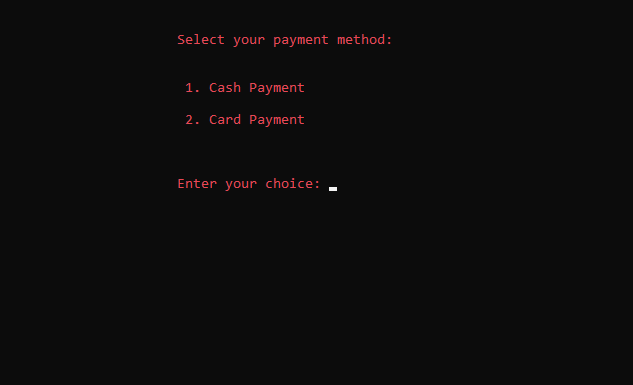 Select your payment method:
1. Cash Payment
2. Card Payment
Enter your choice: